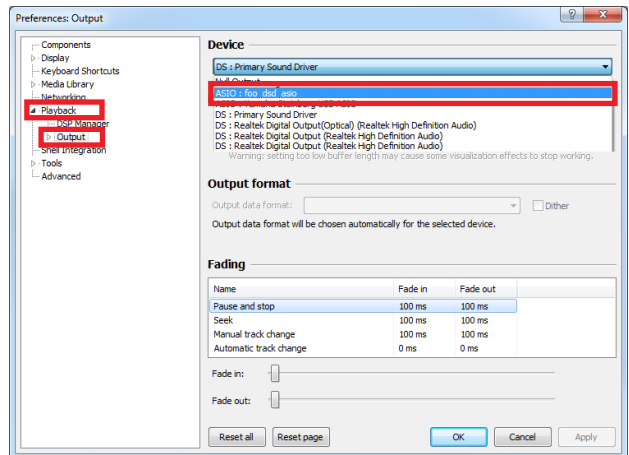 Preferences: Output
Components
Display
Keyboard Shortcuts
Media Library
Networking
Playback
DSP Manager
Output
Shell Integration
Tools
Advanced
Device
DS : Primary Sound Driver
Null Output
ASIO : foo_dsd_asio
ASIO : Yamaha Steinberg USB ASIO
DS : Primary Sound Driver
DS : Realtek Digital Output(Optical) (Realtek High Definition Audio)
DS : Realtek Digital Output (Realtek High Definition Audio)
DS : Realtek Digital Output (Realtek High Definition Audio)
Warning: setting too low buffer length may cause some visualization effects to stop working.
Output format
Output data format:
Dither
Output data format will be chosen automatically for the selected device.
Fading
Name Fade in Fade out
Pause and stop 100 ms 100 ms
Seek 100 ms 100 ms
Manual track change 100 ms 100 ms
Automatic track change 0 ms 0 ms
Fade in:
Fade out:
Reset all Reset page OK Cancel Apply